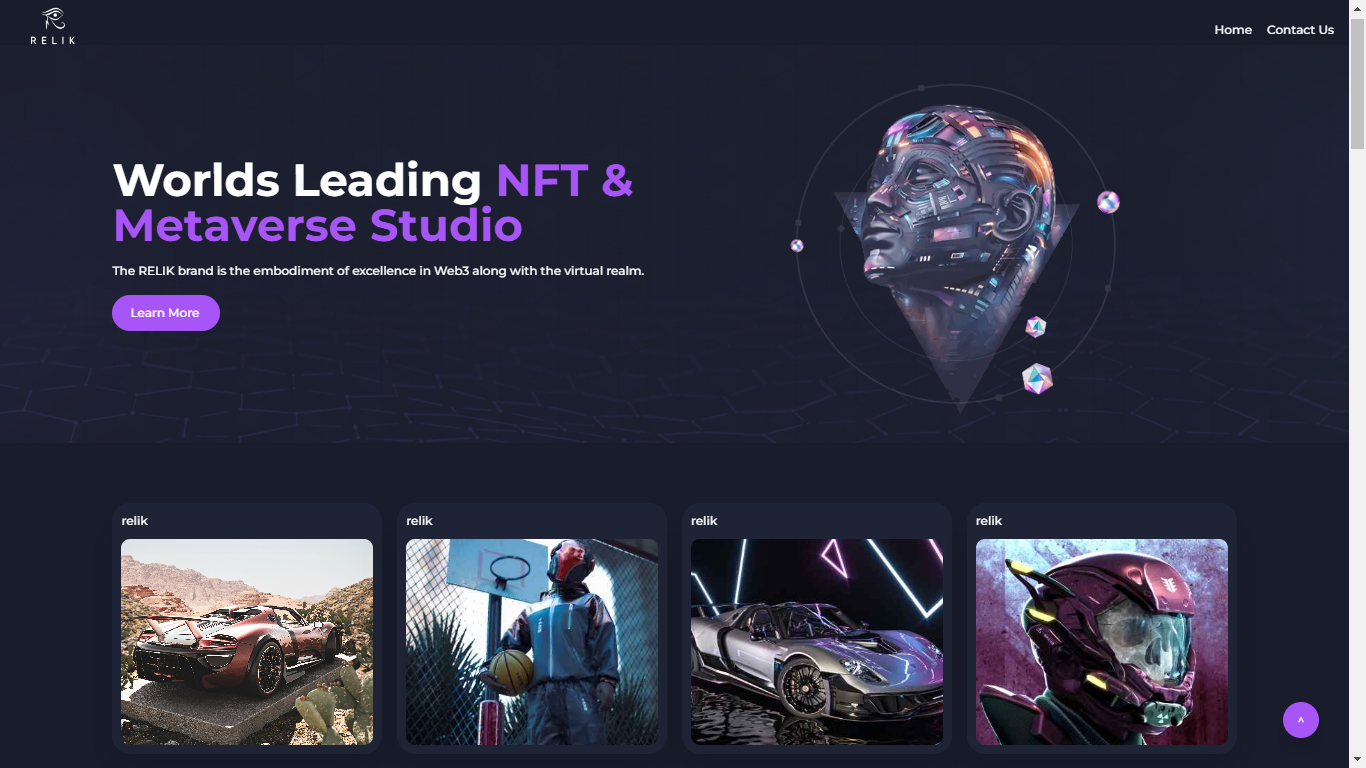 RELIK
Home
Contact Us
Worlds Leading NFT &
Metaverse Studio
The RELIK brand is the embodiment of excellence in Web3 along with the virtual realm.
Learn More
relik
relik
relik
relik
^